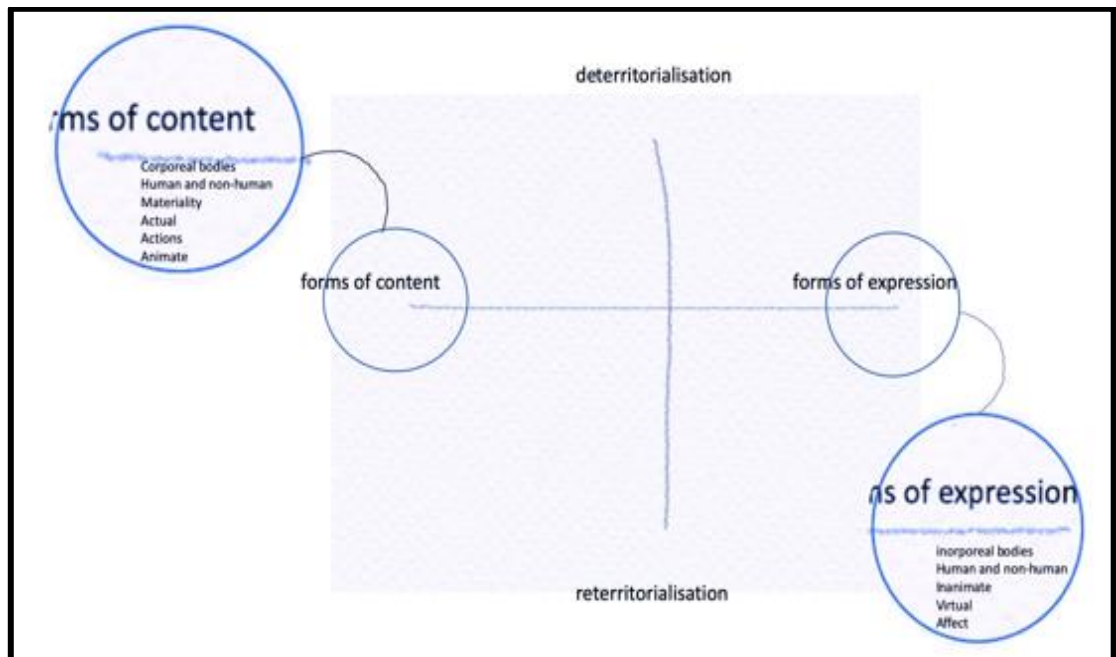 deterritorialisation
rms of content
Corporeal bodies
Human and non-human
Materiality
Actual
Actions
Animate
forms of content
forms of expression
ns of expression
inorporeal bodies
Human and non-human
Inanimate
Virtual
Affect
reterritorialisation